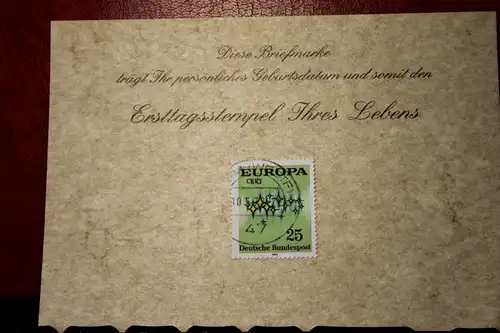 Diese Briefmarke
trägt Ihr persönliches Geburtsdatum und somit den
Ersttagsstempel Ihres Lebens
EUROPA
CEPT
25
Deutsche Bundespost